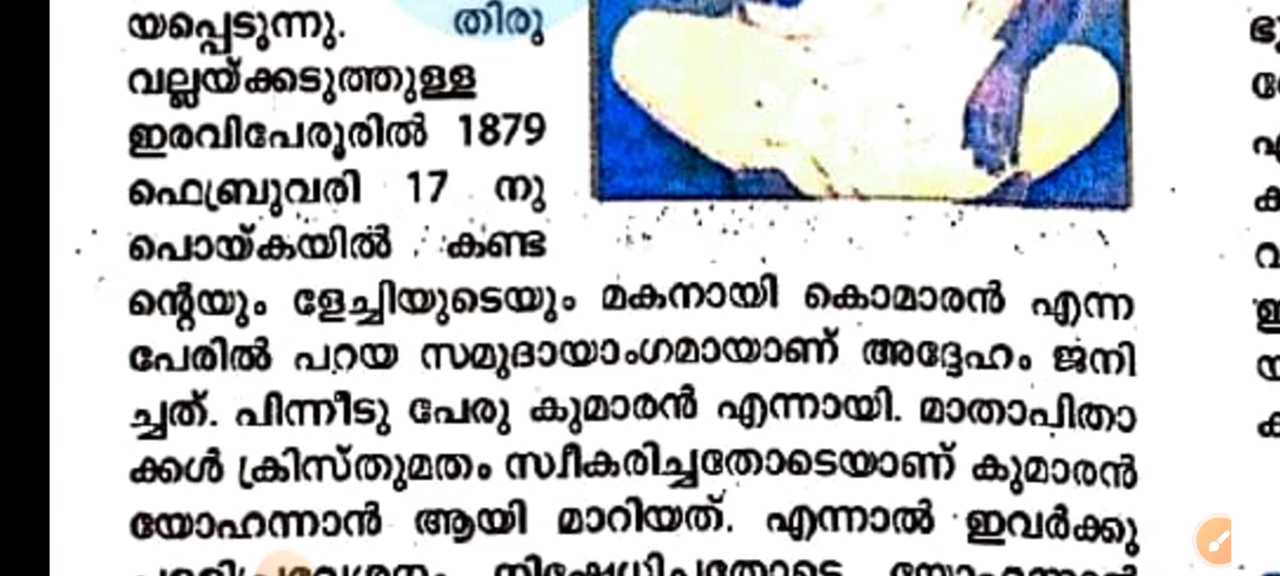 യപ്പെടുന്നു. തിരു
വല്ലയ്ക്കടുത്തുള്ള
ഇരവിപേരൂരിൽ 1879
ഫെബ്രുവരി 17 നു
പൊയ്കയിൽ കണ്ട
ന്റെയും ളേച്ചിയുടെയും മകനായി കൊമാരൻ എന്ന
പേരിൽ പറയ സമുദായാംഗമായാണ് അദ്ദേഹം ജനി
ച്ചത്. പിന്നീടു പേരു കുമാരൻ എന്നായി. മാതാപിതാ
ക്കൾ ക്രിസ്തുമതം സ്വീകരിച്ചതോടെയാണ് കുമാരൻ
യോഹന്നാൻ ആയി മാറിയത്. എന്നാൽ ഇവർക്കു